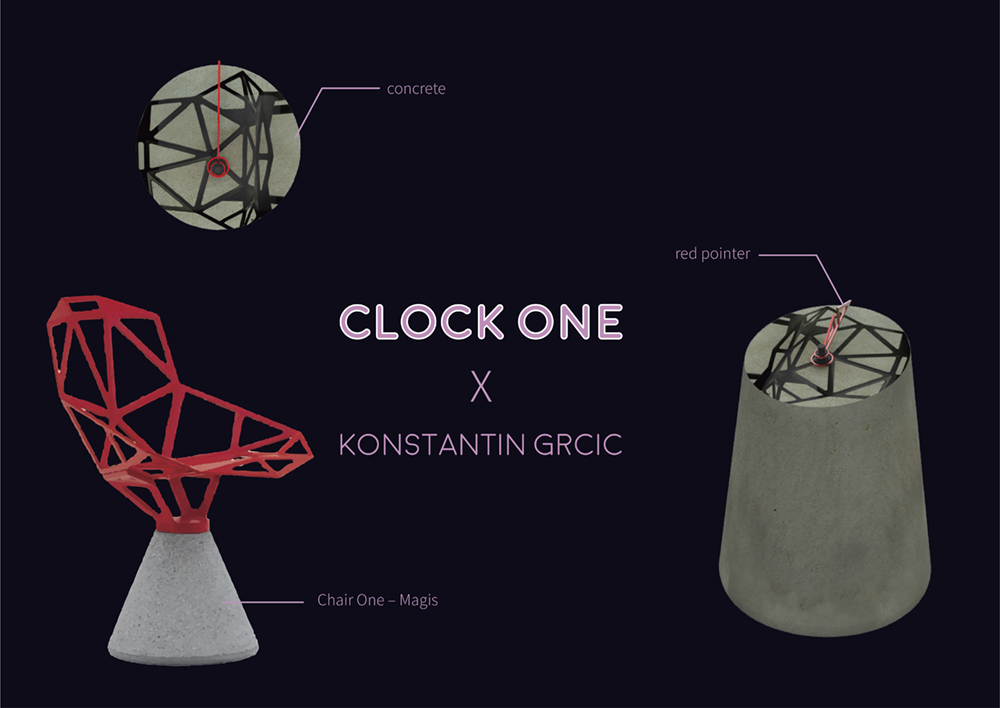 concrete
red pointer
CLOCK ONE
X
KONSTANTIN GRCIC
Chair One – Magis